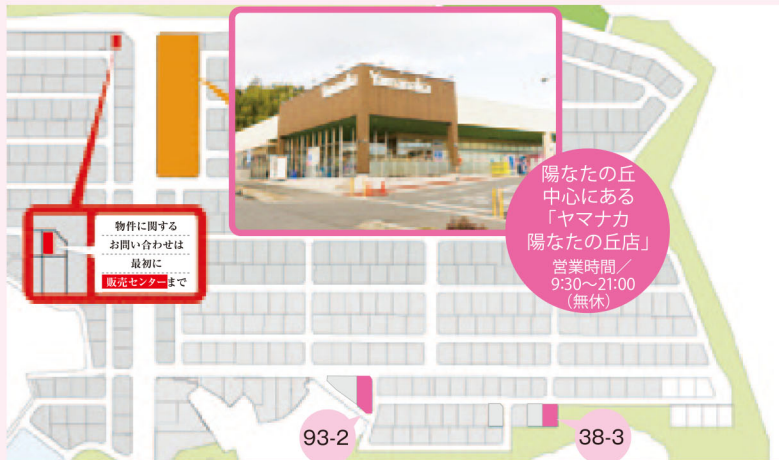 Yamanaka
陽なたの丘
中心にある
「ヤマナカ
陽なたの丘店」
営業時間／
9:30〜21:00
（無休）
物件に関する
お問い合わせは
最初に
販売センターまで
93-2
38-3